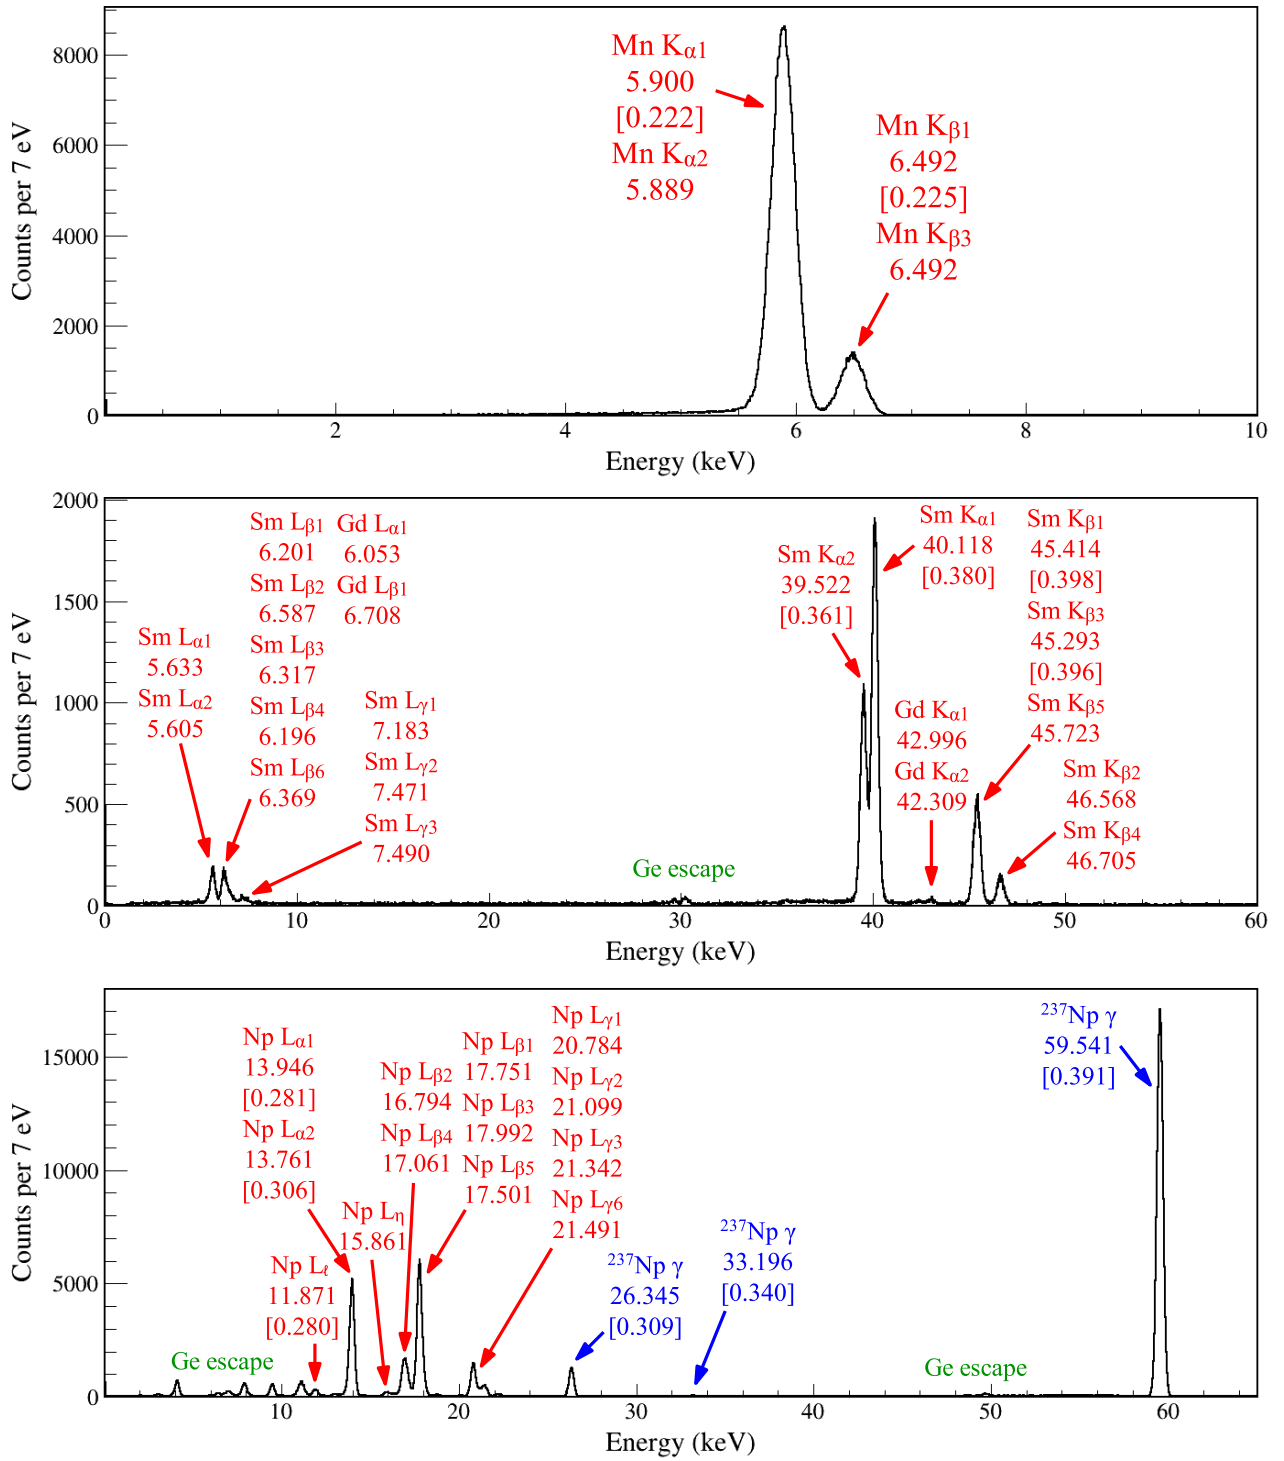 Counts per 7 eV
8000
6000
4000
2000
0
Mn Kα1
5.900
[0.222]
Mn Kα2
5.889
Mn Kβ1
6.492
[0.225]
Mn Kβ3
6.492
2
4
6
8
10
Energy (keV)
Counts per 7 eV
2000
1500
1000
500
0
Sm Lα1
5.633
Sm Lα2
5.605
Sm Lβ1
6.201
Sm Lβ2
6.587
Sm Lβ3
6.317
Sm Lβ4
6.196
Sm Lβ6
6.369
Gd Lα1
6.053
Gd Lβ1
6.708
Sm Lγ1
7.183
Sm Lγ2
7.471
Sm Lγ3
7.490
Ge escape
Sm Kα2
39.522
[0.361]
Sm Kα1
40.118
[0.380]
Gd Kα1
42.996
Gd Kα2
42.309
Sm Kβ1
45.414
[0.398]
Sm Kβ3
45.293
[0.396]
Sm Kβ5
45.723
Sm Kβ2
46.568
Sm Kβ4
46.705
0
10
20
30
40
50
60
Energy (keV)
Counts per 7 eV
15000
10000
5000
0
Ge escape
Np Lℓ
11.871
[0.280]
Np Lα1
13.946
[0.281]
Np Lα2
13.761
[0.306]
Np Lη
15.861
Np Lβ2
16.794
Np Lβ4
17.061
Np Lβ1
17.751
Np Lβ3
17.992
Np Lβ5
17.501
Np Lγ1
20.784
Np Lγ2
21.099
Np Lγ3
21.342
Np Lγ6
21.491
237Np γ
26.345
[0.309]
237Np γ
33.196
[0.340]
Ge escape
237Np γ
59.541
[0.391]
10
20
30
40
50
60
Energy (keV)